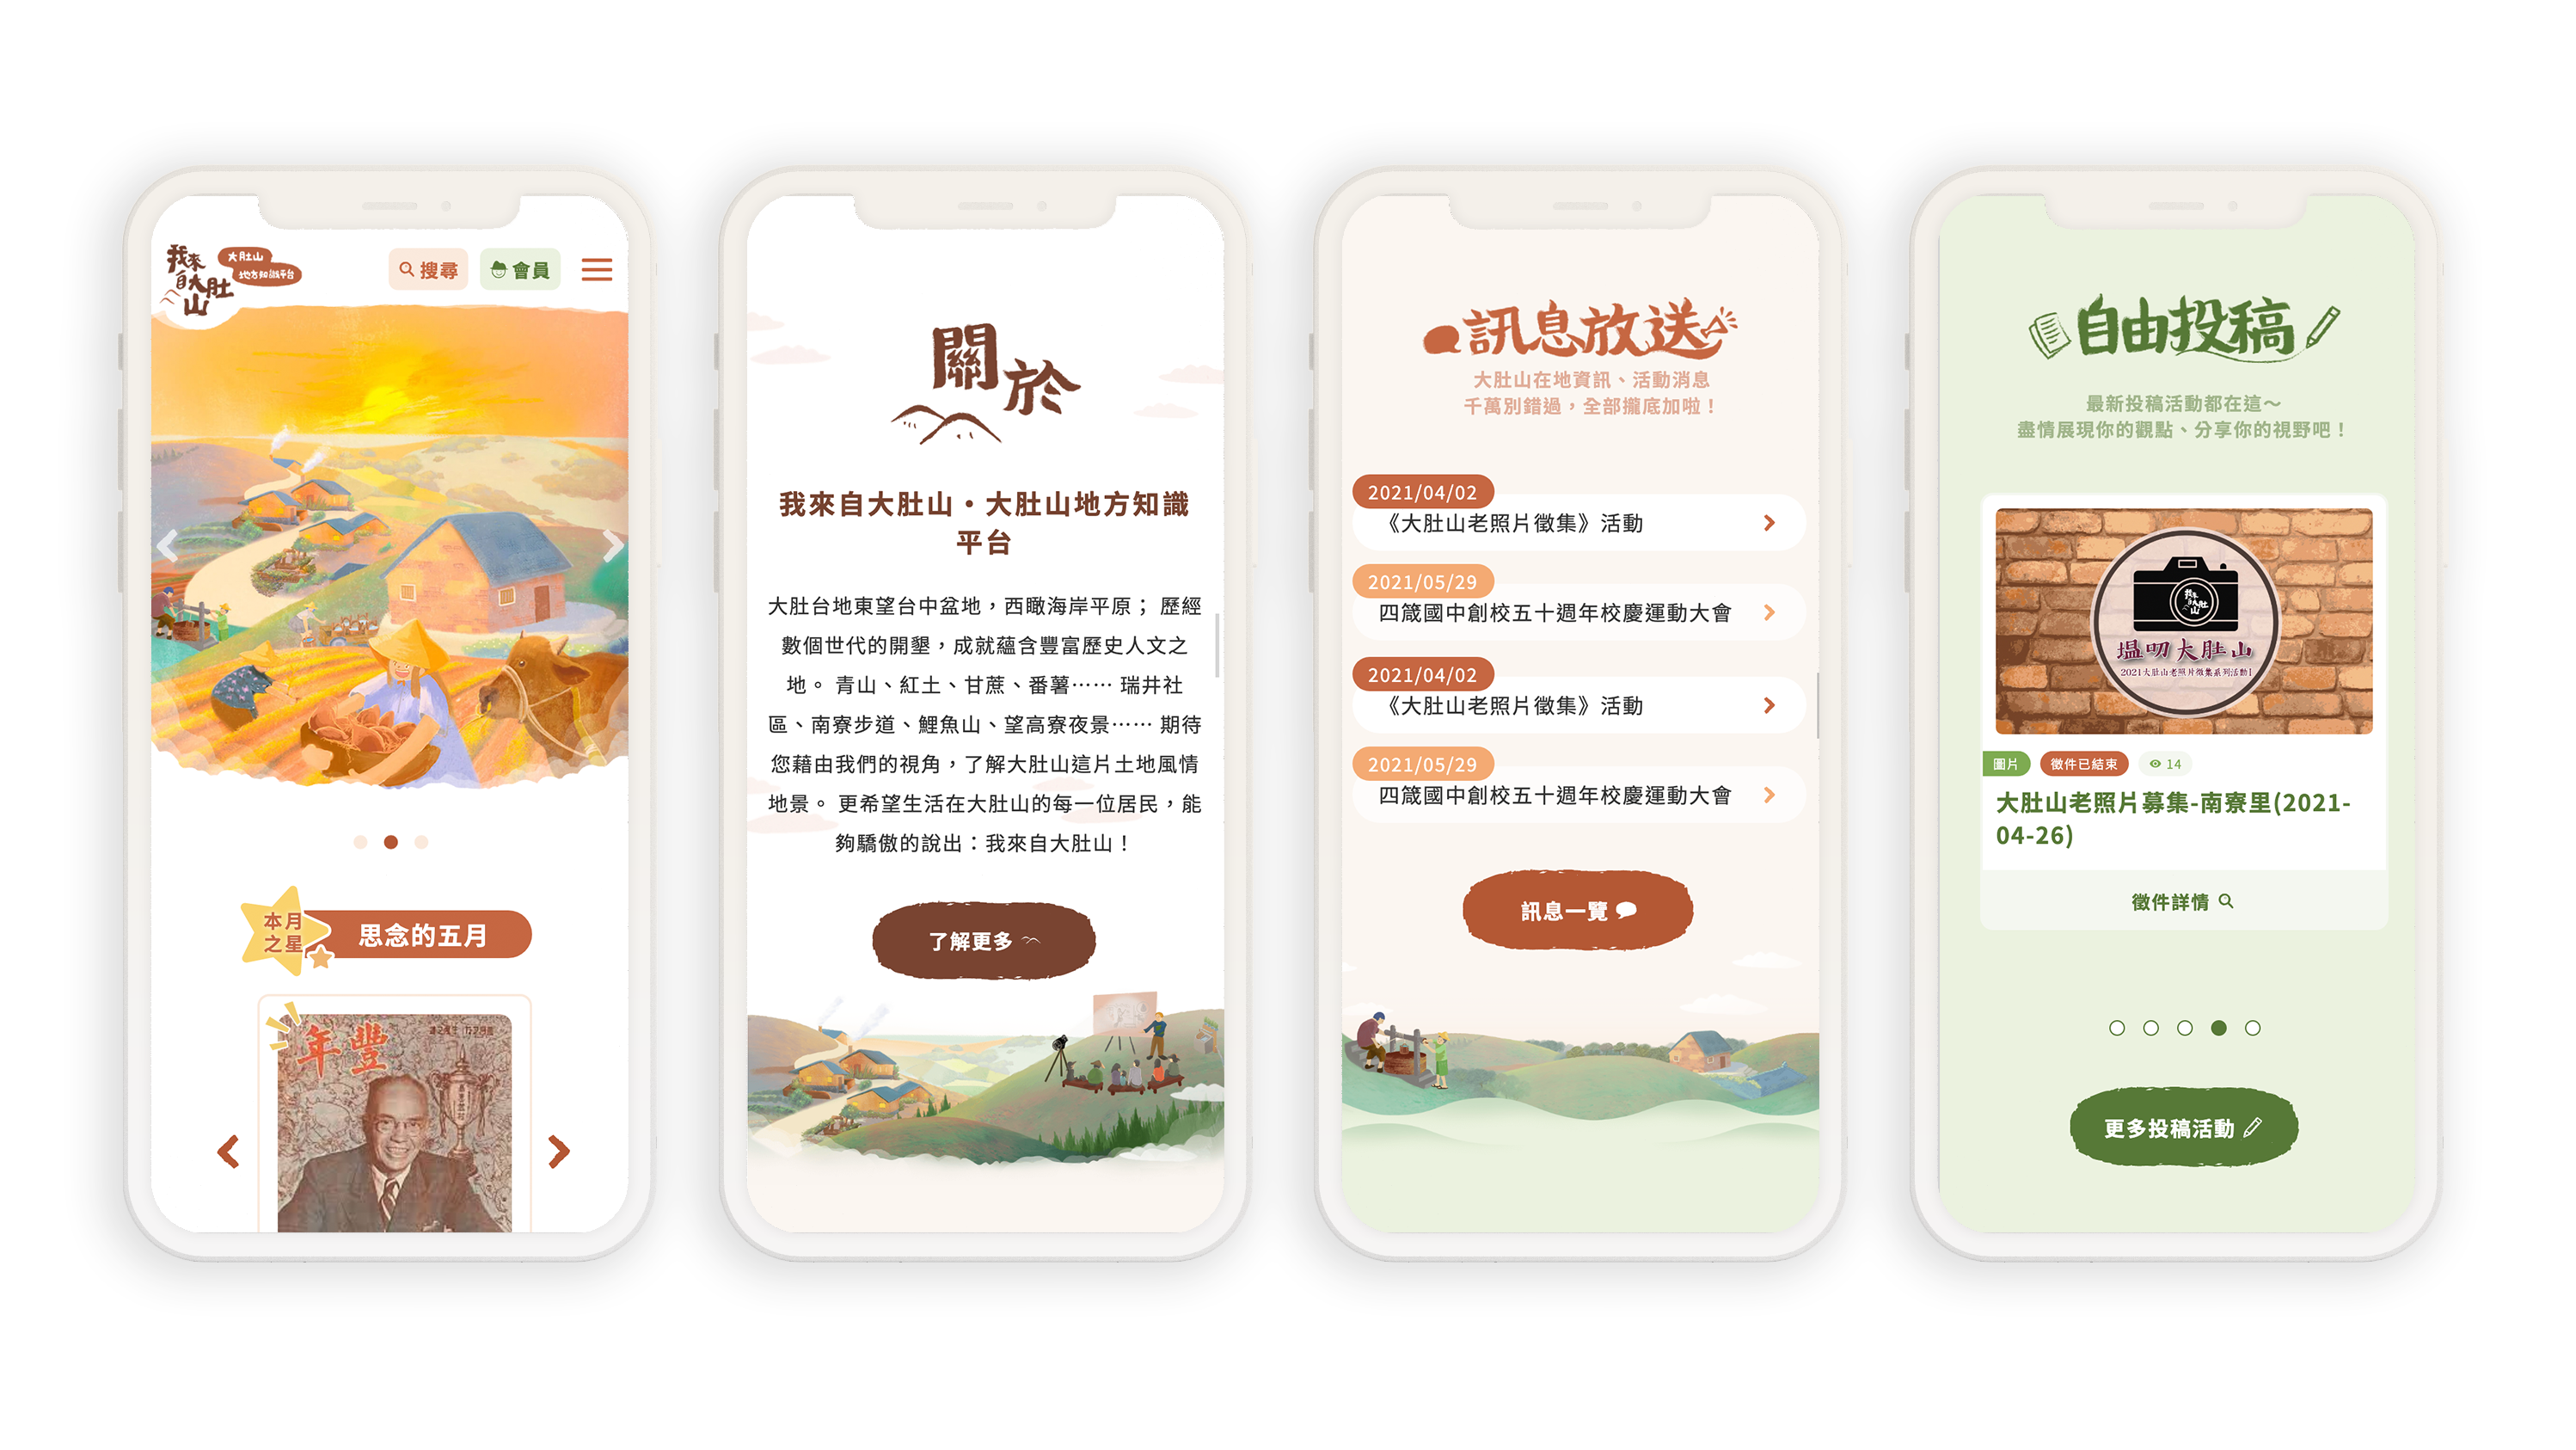 我來
自大肚
山
大肚山
地方知識平台
搜尋
會員
本月
之星
思念的五月
年豐
關於
我來自大肚山・大肚山地方知識
平台
大肚台地東望台中盆地，西瞰海岸平原； 歷經
數個世代的開墾，成就蘊含豐富歷史人文之
地。 青山、紅土、甘蔗、番薯⋯⋯ 瑞井社
區、南寮步道、鯉魚山、望高寮夜景⋯⋯ 期待
您藉由我們的視角，了解大肚山這片土地風情
地景。 更希望生活在大肚山的每一位居民，能
夠驕傲的說出：我來自大肚山！
了解更多
訊息放送
大肚山在地資訊、活動消息
千萬別錯過，全部攏底加啦！
2021/04/02
《大肚山老照片徵集》活動
2021/05/29
四箴國中創校五十週年校慶運動大會
2021/04/02
《大肚山老照片徵集》活動
2021/05/29
四箴國中創校五十週年校慶運動大會
訊息一覽
自由投稿
最新投稿活動都在這～
盡情展現你的觀點、分享你的視野吧！
我來
自大肚
山
塭叨大肚山
2021大肚山老照片徵集系列活動1
圖片
徵件已結束
14
大肚山老照片募集-南寮里(2021-
04-26)
徵件詳情
更多投稿活動